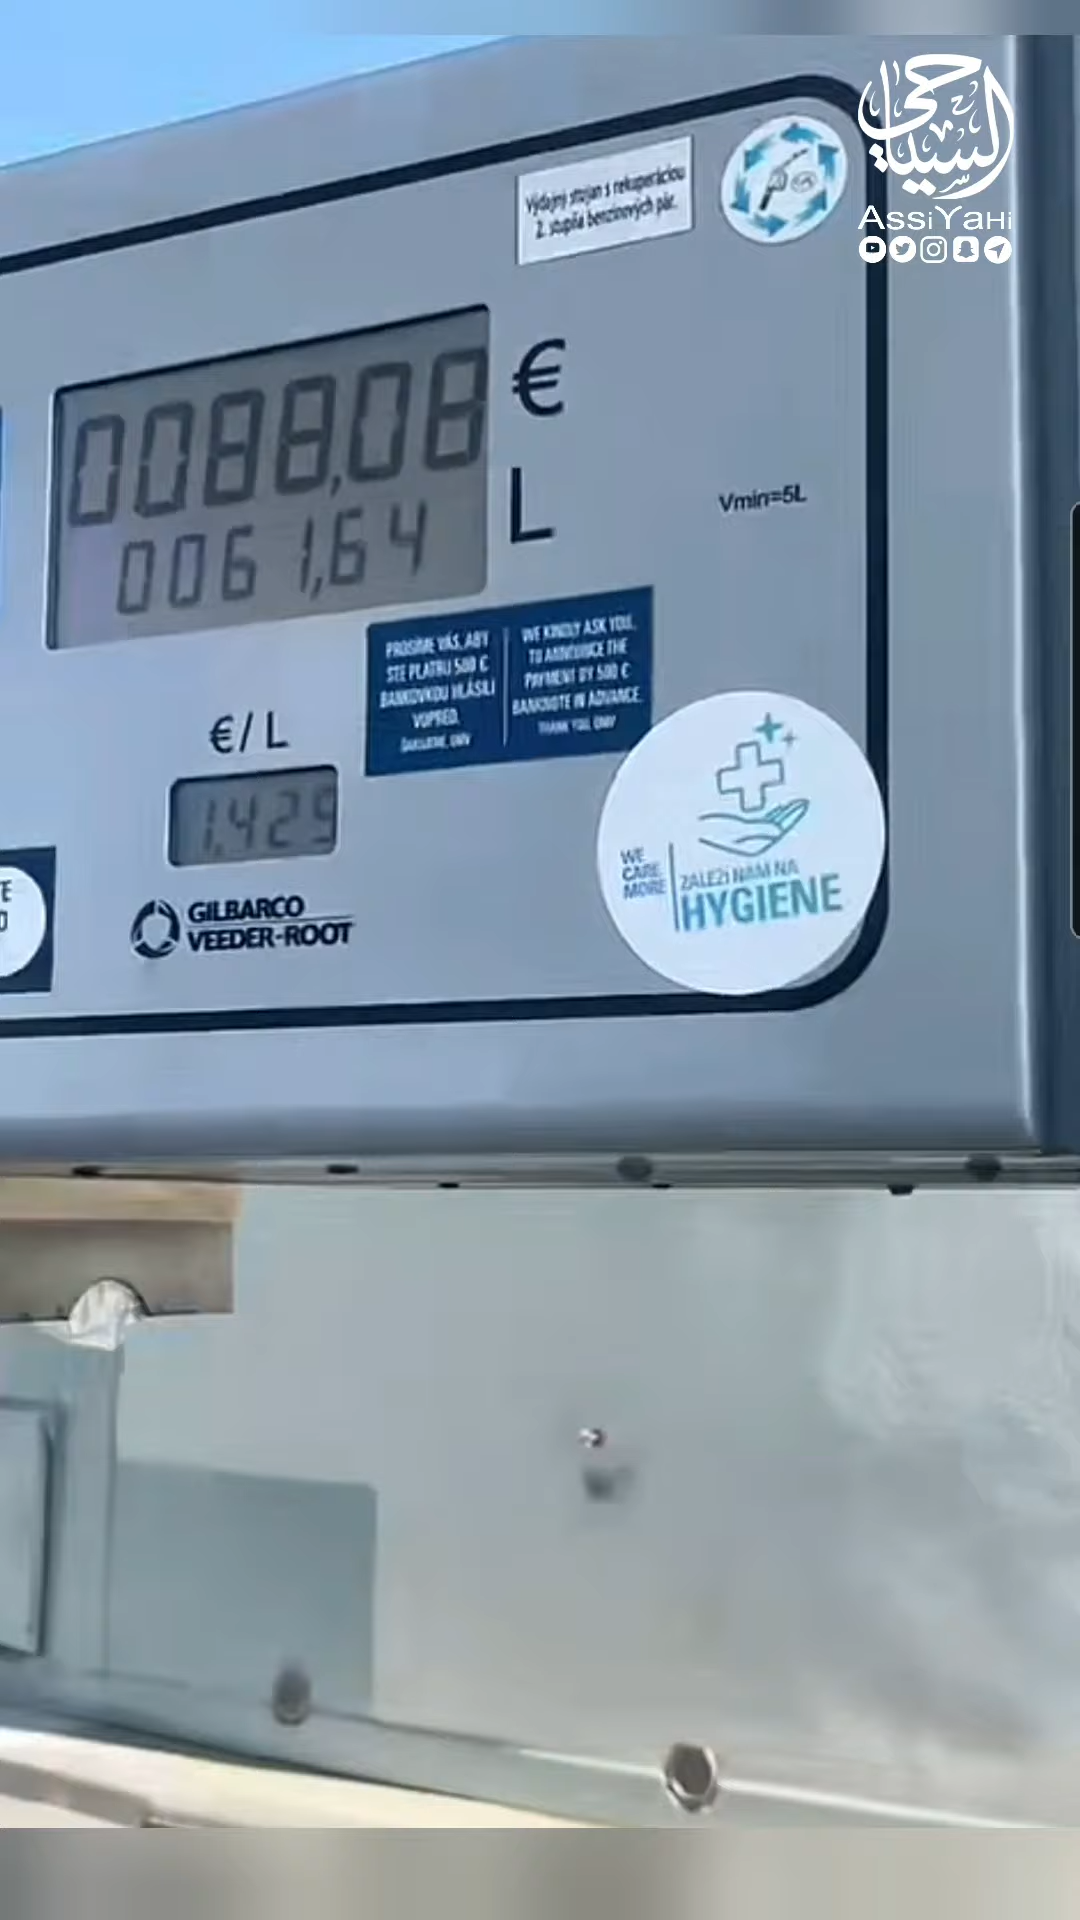 السياحي
ASSiYAHi
Výdajný stojan s rekuperáciou
2. stupňa benzínových pár.
0088,08 €
0061,64 L
Vmin=5L
PROSÍME VÁS, ABY
STE PLATBU 500 €
BANKOVKOU HLÁSILI
VOPRED.
ĎAKUJEME, OMV
WE KINDLY ASK YOU,
TO ANNOUNCE THE
PAYMENT BY 500 €
BANKNOTE IN ADVANCE.
THANK YOU, OMV
€/L
1,429
GILBARCO
VEEDER-ROOT
WE
CARE
MORE
ZÁLEŽÍ NÁM NA
HYGIENE